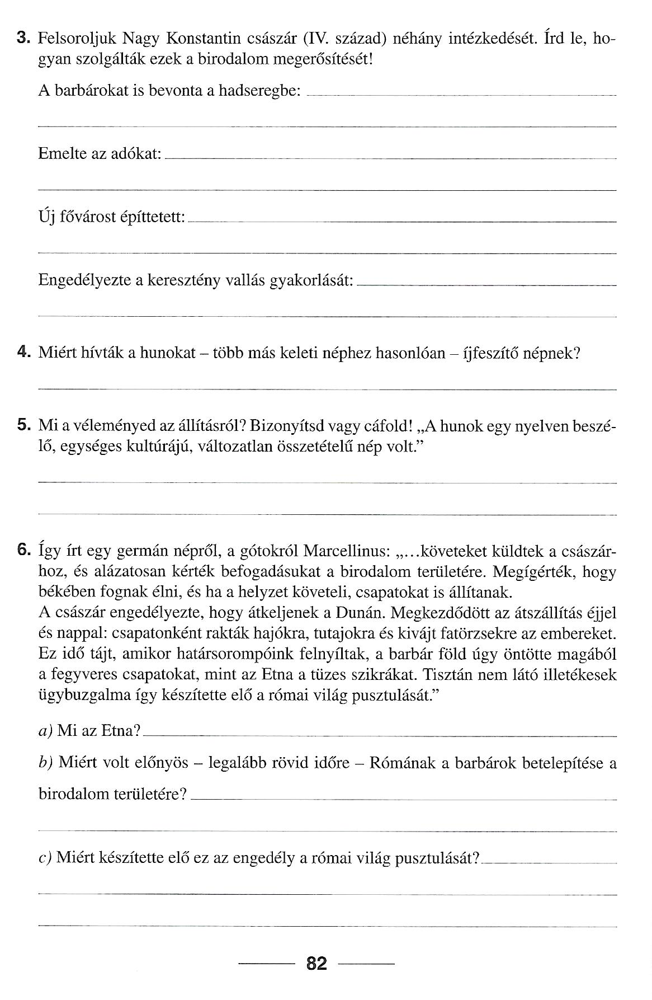 3. Felsoroljuk Nagy Konstantin császár (IV. század) néhány intézkedését. Írd le, ho-
gyan szolgálták ezek a birodalom megerősítését!
A barbárokat is bevonta a hadseregbe:
Emelte az adókat:
Új fővárost építtetett:
Engedélyezte a keresztény vallás gyakorlását:
4. Miért hívták a hunokat – több más keleti néphez hasonlóan – íjfeszítő népnek?
5. Mi a véleményed az állításról? Bizonyítsd vagy cáfold! „A hunok egy nyelven beszé-
lő, egységes kultúrájú, változatlan összetételű nép volt.”
6. Így írt egy germán népről, a gótokról Marcellinus: „…követeket küldtek a császár-
hoz, és alázatosan kérték befogadásukat a birodalom területére. Megígérték, hogy
békében fognak élni, és ha a helyzet követeli, csapatokat is állítanak.
A császár engedélyezte, hogy átkeljenek a Dunán. Megkezdődött az átszállítás éjjel
és nappal: csapatonként rakták hajókra, tutajokra és kivájt fatörzsekre az embereket.
Ez idő tájt, amikor határsorompóink felnyíltak, a barbár föld úgy öntötte magából
a fegyveres csapatokat, mint az Etna a tüzes szikrákat. Tisztán nem látó illetékesek
ügybuzgalma így készítette elő a római világ pusztulását.”
a) Mi az Etna?
b) Miért volt előnyös – legalább rövid időre – Rómának a barbárok betelepítése a
birodalom területére?
c) Miért készítette elő ez az engedély a római világ pusztulását?
82